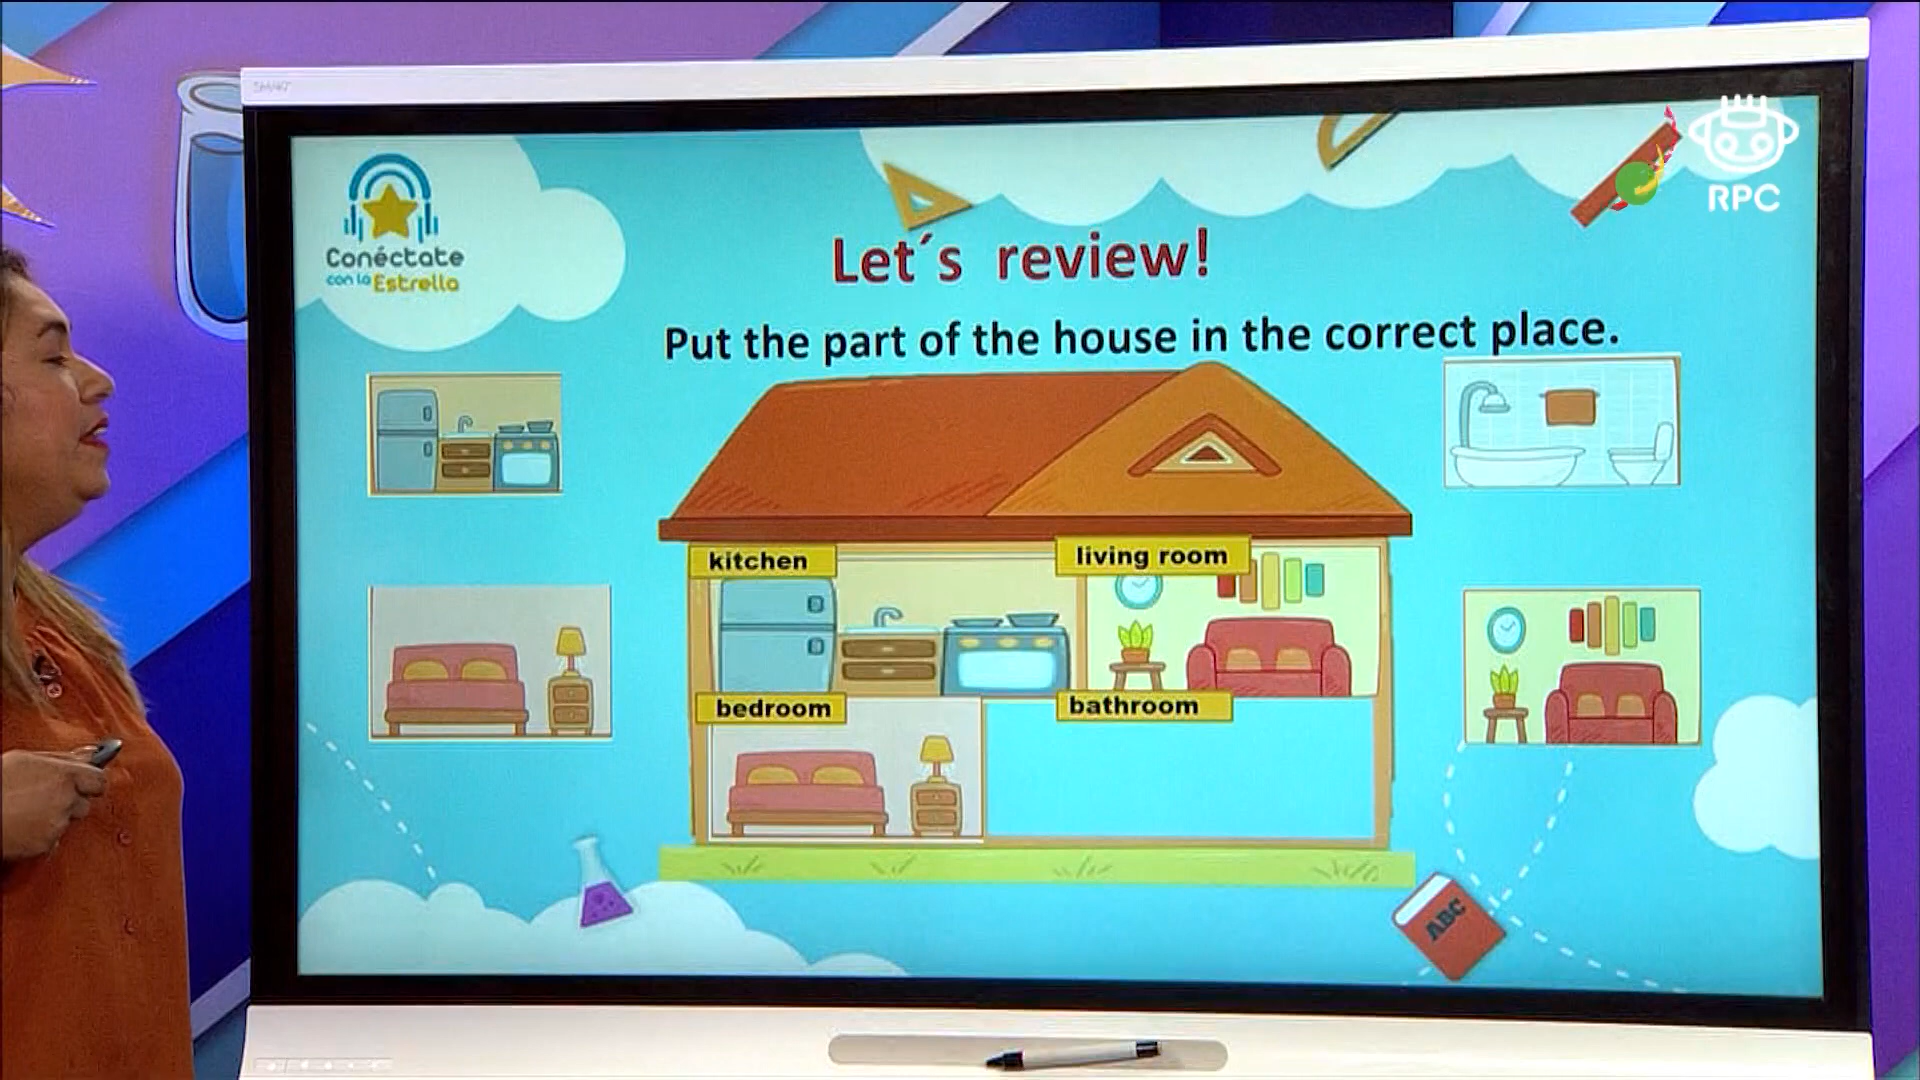 SMART
RPC
Conéctate
con la Estrella
Let´s review!
Put the part of the house in the correct place.
kitchen
living room
bedroom
bathroom
ABC